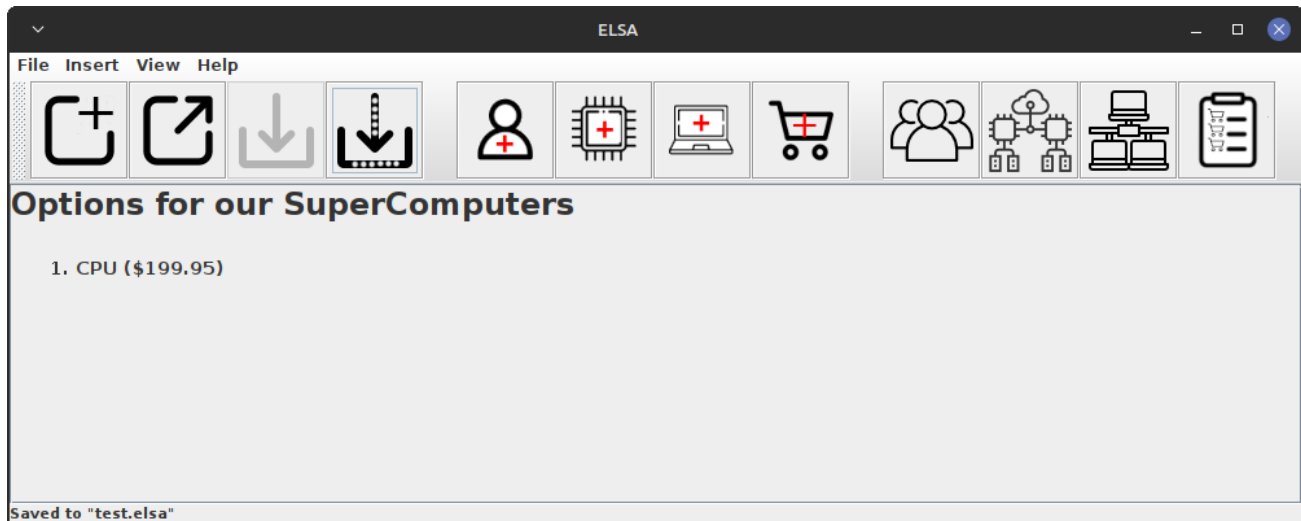 ELSA
File Insert View Help
Options for our SuperComputers
1. CPU ($199.95)
Saved to "test.elsa"